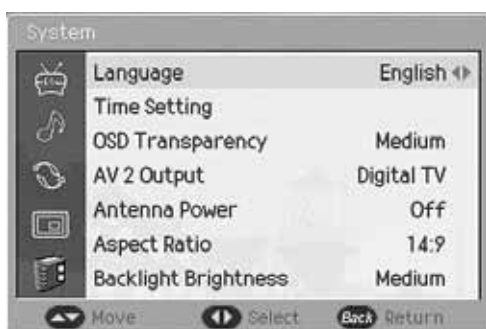 System
Language English
Time Setting
OSD Transparency Medium
AV 2 Output Digital TV
Antenna Power Off
Aspect Ratio 14:9
Backlight Brightness Medium
Move Select Back Return